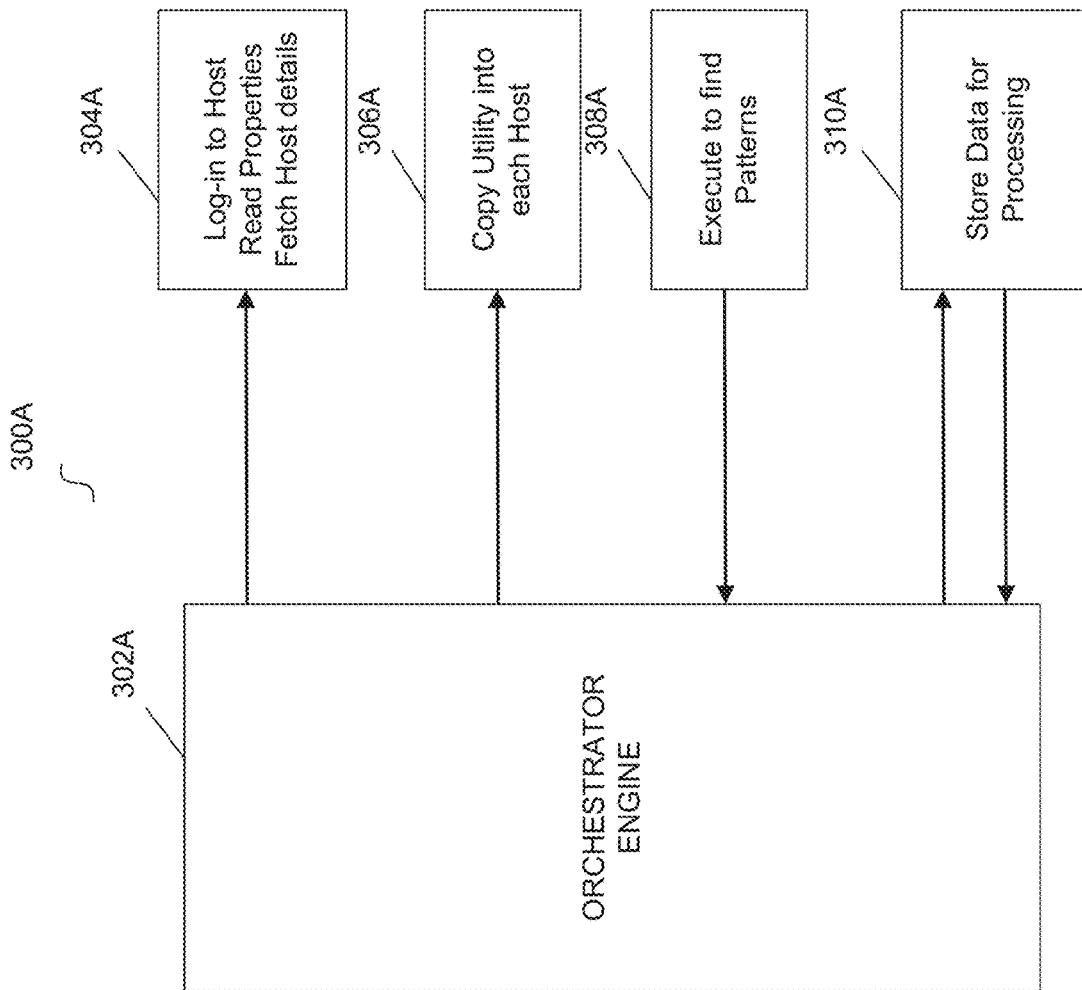 300A
302A
ORCHESTRATOR
ENGINE
304A
Log-in to Host
Read Properties
Fetch Host details
306A
Copy Utility into
each Host
308A
Execute to find
Patterns
310A
Store Data for
Processing